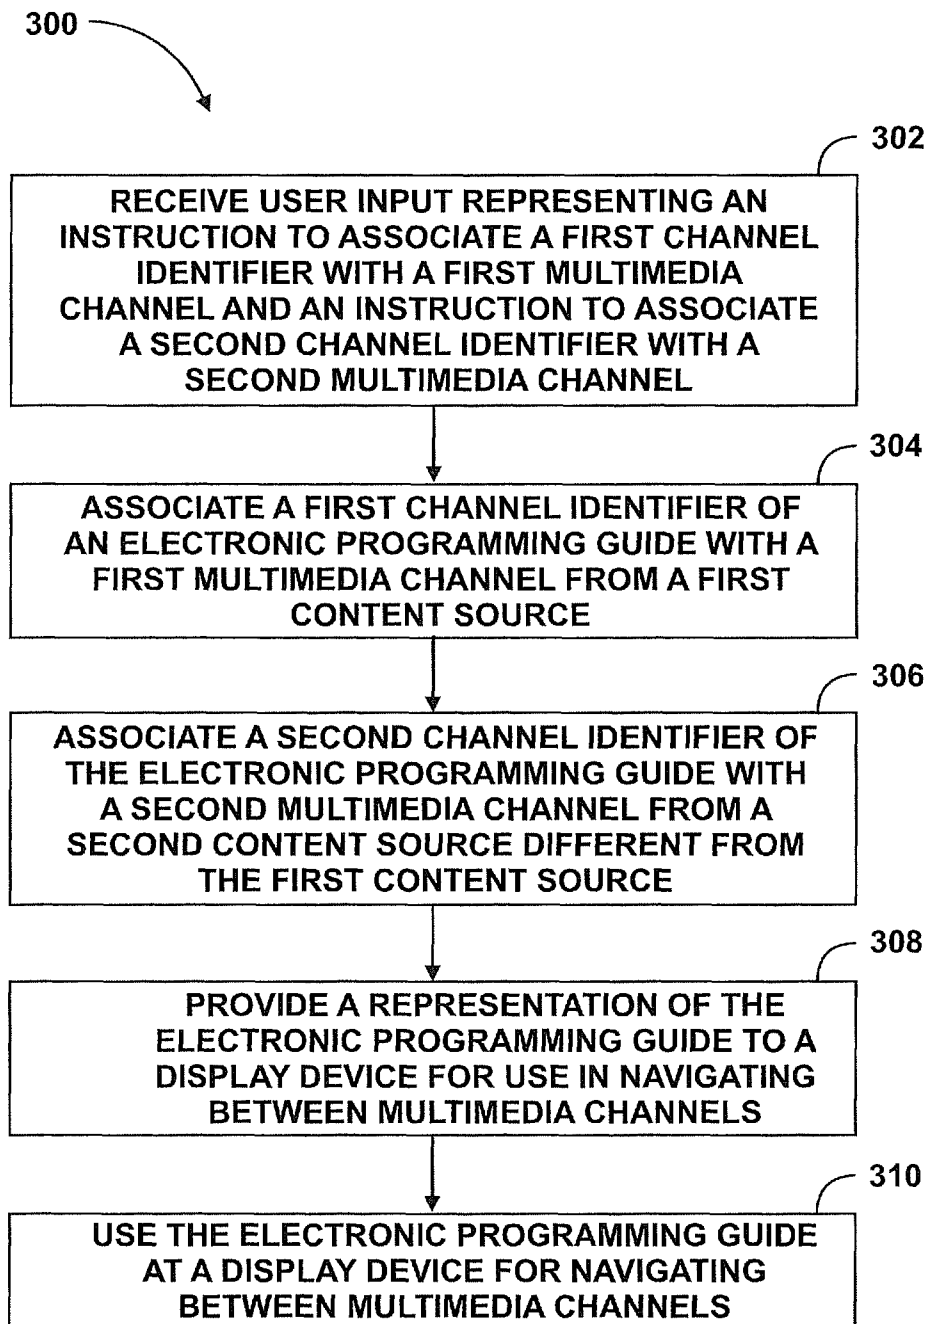 300
302
RECEIVE USER INPUT REPRESENTING AN
INSTRUCTION TO ASSOCIATE A FIRST CHANNEL
IDENTIFIER WITH A FIRST MULTIMEDIA
CHANNEL AND AN INSTRUCTION TO ASSOCIATE
A SECOND CHANNEL IDENTIFIER WITH A
SECOND MULTIMEDIA CHANNEL
304
ASSOCIATE A FIRST CHANNEL IDENTIFIER OF
AN ELECTRONIC PROGRAMMING GUIDE WITH A
FIRST MULTIMEDIA CHANNEL FROM A FIRST
CONTENT SOURCE
306
ASSOCIATE A SECOND CHANNEL IDENTIFIER OF
THE ELECTRONIC PROGRAMMING GUIDE WITH
A SECOND MULTIMEDIA CHANNEL FROM A
SECOND CONTENT SOURCE DIFFERENT FROM
THE FIRST CONTENT SOURCE
308
PROVIDE A REPRESENTATION OF THE
ELECTRONIC PROGRAMMING GUIDE TO A
DISPLAY DEVICE FOR USE IN NAVIGATING
BETWEEN MULTIMEDIA CHANNELS
310
USE THE ELECTRONIC PROGRAMMING GUIDE
AT A DISPLAY DEVICE FOR NAVIGATING
BETWEEN MULTIMEDIA CHANNELS